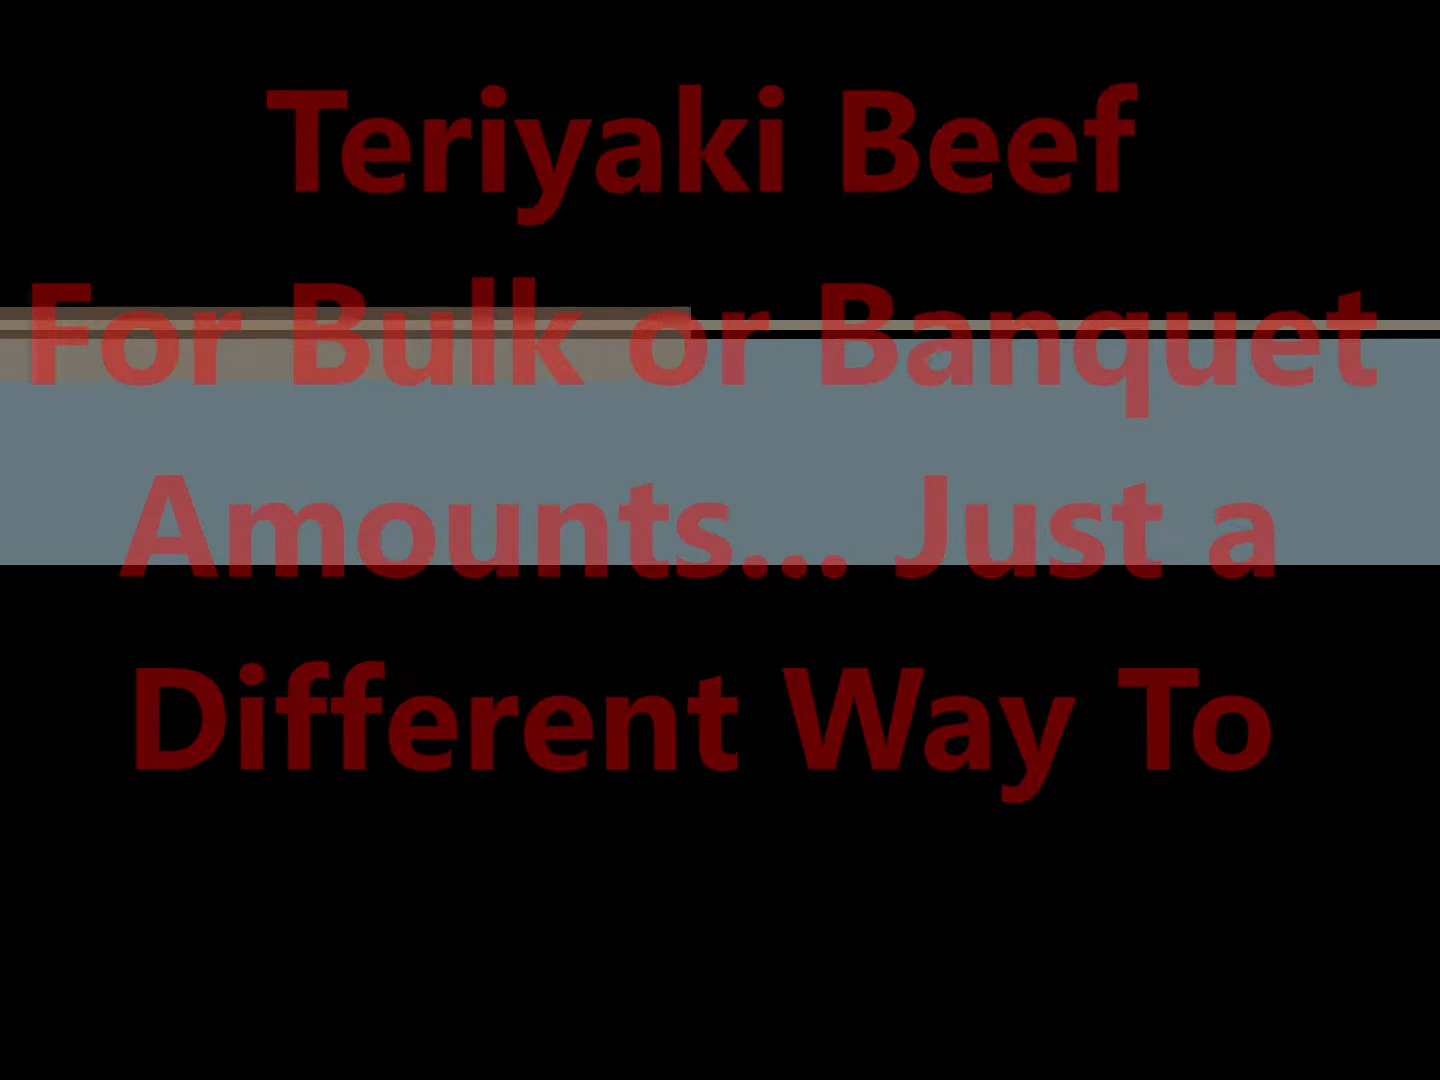 Teriyaki Beef
For Bulk or Banquet
Amounts... Just a
Different Way To